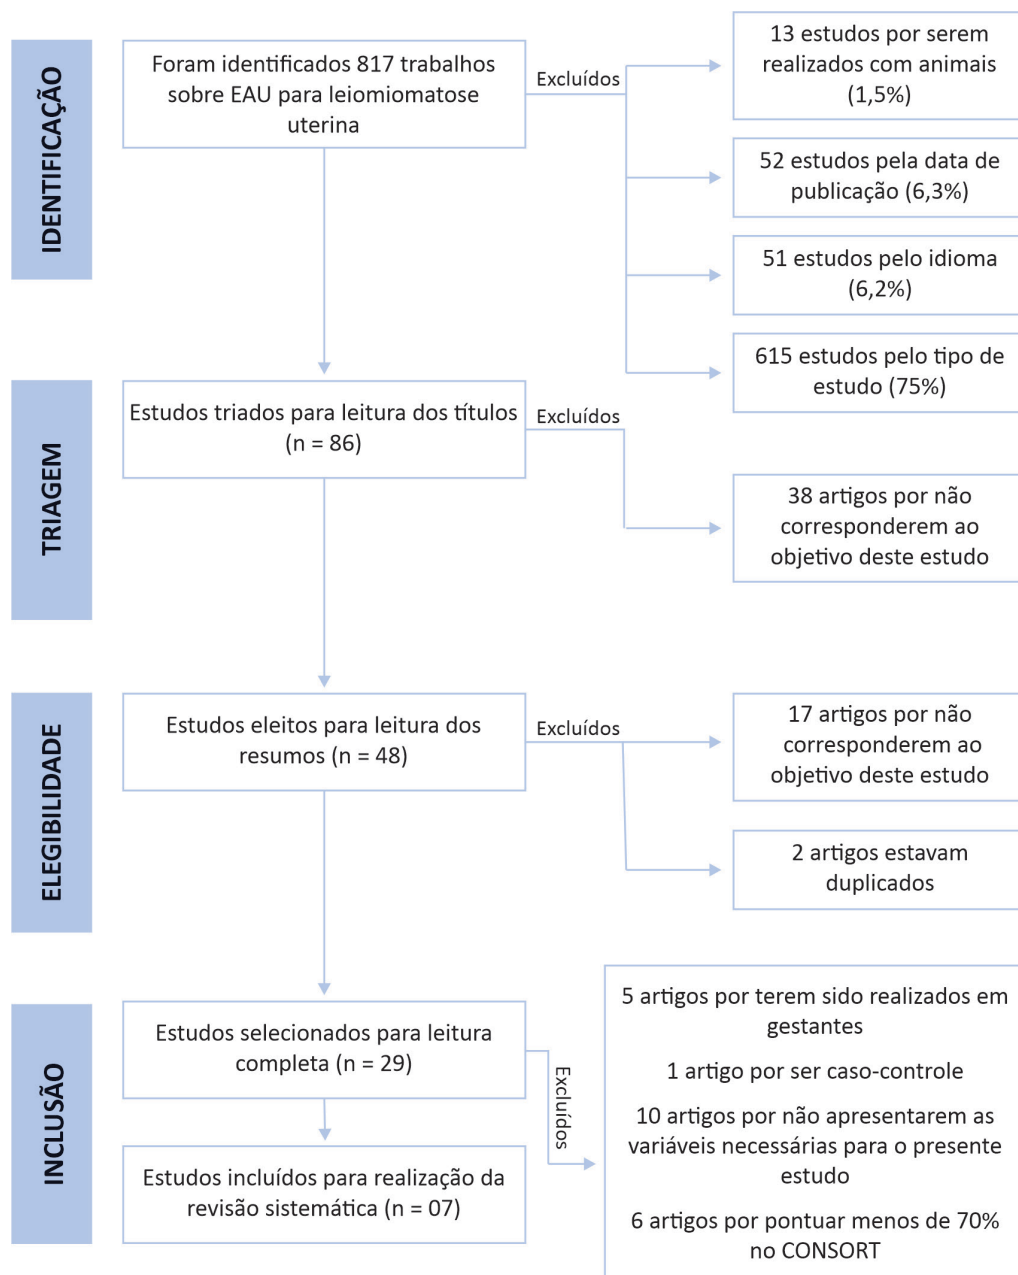 IDENTIFICAÇÃO
Foram identificados 817 trabalhos
sobre EAU para leiomiomatose
uterina
Excluídos
13 estudos por serem
realizados com animais
(1,5%)
52 estudos pela data de
publicação (6,3%)
51 estudos pelo idioma
(6,2%)
615 estudos pelo tipo de
estudo (75%)
TRIAGEM
Estudos triados para leitura dos títulos
(n = 86)
Excluídos
38 artigos por não
corresponderem ao
objetivo deste estudo
ELEGIBILIDADE
Estudos eleitos para leitura dos
resumos (n = 48)
Excluídos
17 artigos por não
corresponderem ao
objetivo deste estudo
2 artigos estavam
duplicados
INCLUSÃO
Estudos selecionados para leitura
completa (n = 29)
Excluídos
5 artigos por terem sido realizados em
gestantes
1 artigo por ser caso-controle
10 artigos por não apresentarem as
variáveis necessárias para o presente
estudo
6 artigos por pontuar menos de 70%
no CONSORT
Estudos incluídos para realização da
revisão sistemática (n = 07)